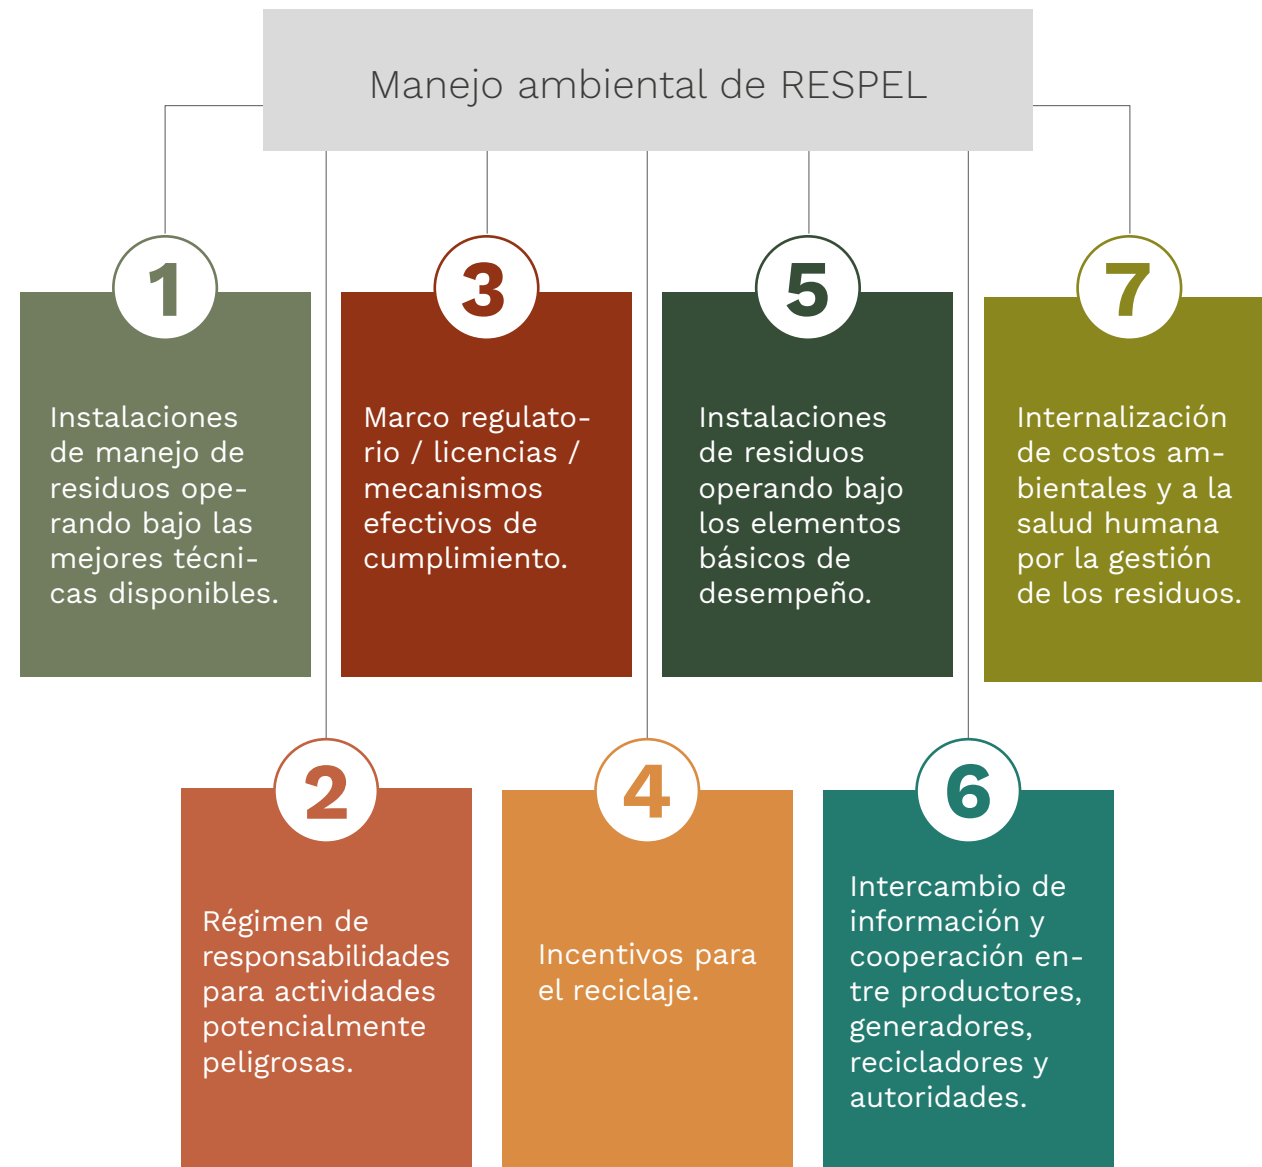 Manejo ambiental de RESPEL
1
Instalaciones
de manejo de
residuos ope-
rando bajo las
mejores técni-
cas disponibles.
2
Régimen de
responsabilidades
para actividades
potencialmente
peligrosas.
3
Marco regulato-
rio / licencias /
mecanismos
efectivos de
cumplimiento.
4
Incentivos para
el reciclaje.
5
Instalaciones
de residuos
operando bajo
los elementos
básicos de
desempeño.
6
Intercambio de
información y
cooperación en-
tre productores,
generadores,
recicladores y
autoridades.
7
Internalización
de costos am-
bientales y a la
salud humana
por la gestión
de los residuos.